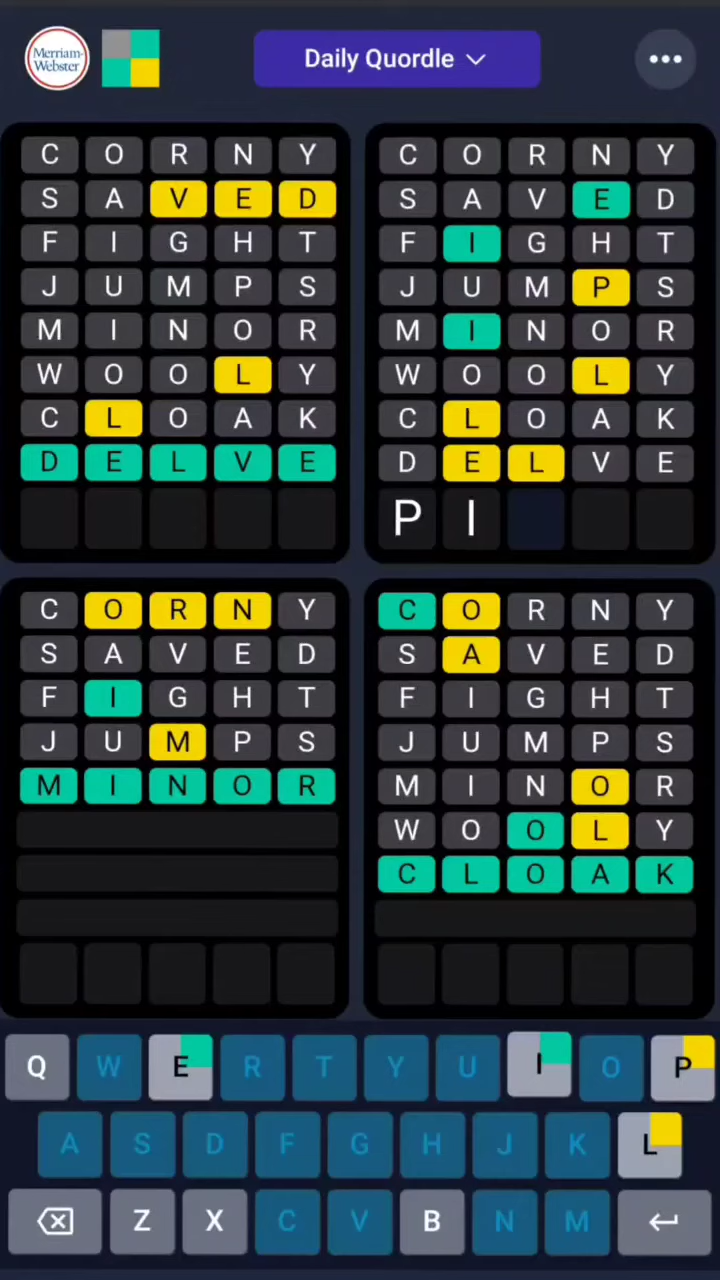 Merriam-
Webster
Daily Quordle
C O R N Y
S A V E D
F I G H T
J U M P S
M I N O R
W O O L Y
C L O A K
D E L V E
C O R N Y
S A V E D
F I G H T
J U M P S
M I N O R
W O O L Y
C L O A K
D E L V E
P I
C O R N Y
S A V E D
F I G H T
J U M P S
M I N O R
C O R N Y
S A V E D
F I G H T
J U M P S
M I N O R
W O O L Y
C L O A K
Q W E R T Y U I O P
A S D F G H J K L
Z X C V B N M